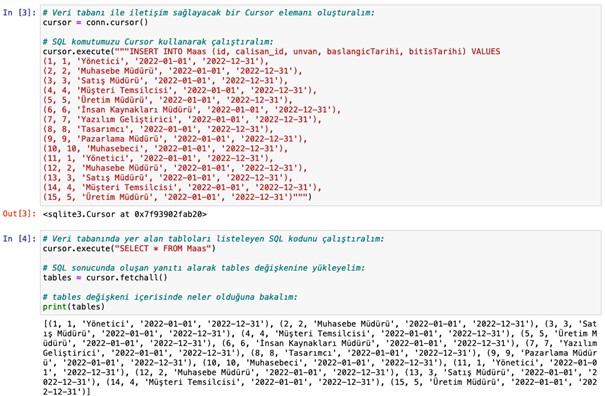 In [3]: # Veri tabanı ile iletişim sağlayacak bir Cursor elemanı oluşturalım:
cursor = conn.cursor()
# SQL komutumuzu Cursor kullanarak çalıştıralım:
cursor.execute("""INSERT INTO Maas (id, calisan_id, unvan, baslangicTarihi, bitisTarihi) VALUES
(1, 1, 'Yönetici', '2022-01-01', '2022-12-31'),
(2, 2, 'Muhasebe Müdürü', '2022-01-01', '2022-12-31'),
(3, 3, 'Satış Müdürü', '2022-01-01', '2022-12-31'),
(4, 4, 'Müşteri Temsilcisi', '2022-01-01', '2022-12-31'),
(5, 5, 'Üretim Müdürü', '2022-01-01', '2022-12-31'),
(6, 6, 'İnsan Kaynakları Müdürü', '2022-01-01', '2022-12-31'),
(7, 7, 'Yazılım Geliştirici', '2022-01-01', '2022-12-31'),
(8, 8, 'Tasarımcı', '2022-01-01', '2022-12-31'),
(9, 9, 'Pazarlama Müdürü', '2022-01-01', '2022-12-31'),
(10, 10, 'Muhasebeci', '2022-01-01', '2022-12-31'),
(11, 1, 'Yönetici', '2022-01-01', '2022-12-31'),
(12, 2, 'Muhasebe Müdürü', '2022-01-01', '2022-12-31'),
(13, 3, 'Satış Müdürü', '2022-01-01', '2022-12-31'),
(14, 4, 'Müşteri Temsilcisi', '2022-01-01', '2022-12-31'),
(15, 5, 'Üretim Müdürü', '2022-01-01', '2022-12-31')""")
Out[3]: <sqlite3.Cursor at 0x7f93902fab20>
In [4]: # Veri tabanında yer alan tabloları listeleyen SQL kodunu çalıştıralım:
cursor.execute("SELECT * FROM Maas")
# SQL sonucunda oluşan yanıtı alarak tables değişkenine yükleyelim:
tables = cursor.fetchall()
# tables değişkeni içerisinde neler olduğuna bakalım:
print(tables)
[(1, 1, 'Yönetici', '2022-01-01', '2022-12-31'), (2, 2, 'Muhasebe Müdürü', '2022-01-01', '2022-12-31'), (3, 3, 'Sat
ış Müdürü', '2022-01-01', '2022-12-31'), (4, 4, 'Müşteri Temsilcisi', '2022-01-01', '2022-12-31'), (5, 5, 'Üretim M
üdürü', '2022-01-01', '2022-12-31'), (6, 6, 'İnsan Kaynakları Müdürü', '2022-01-01', '2022-12-31'), (7, 7, 'Yazılım
Geliştirici', '2022-01-01', '2022-12-31'), (8, 8, 'Tasarımcı', '2022-01-01', '2022-12-31'), (9, 9, 'Pazarlama Müdür
ü', '2022-01-01', '2022-12-31'), (10, 10, 'Muhasebeci', '2022-01-01', '2022-12-31'), (11, 1, 'Yönetici', '2022-01-0
1', '2022-12-31'), (12, 2, 'Muhasebe Müdürü', '2022-01-01', '2022-12-31'), (13, 3, 'Satış Müdürü', '2022-01-01', '2
022-12-31'), (14, 4, 'Müşteri Temsilcisi', '2022-01-01', '2022-12-31'), (15, 5, 'Üretim Müdürü', '2022-01-01', '202
2-12-31')]